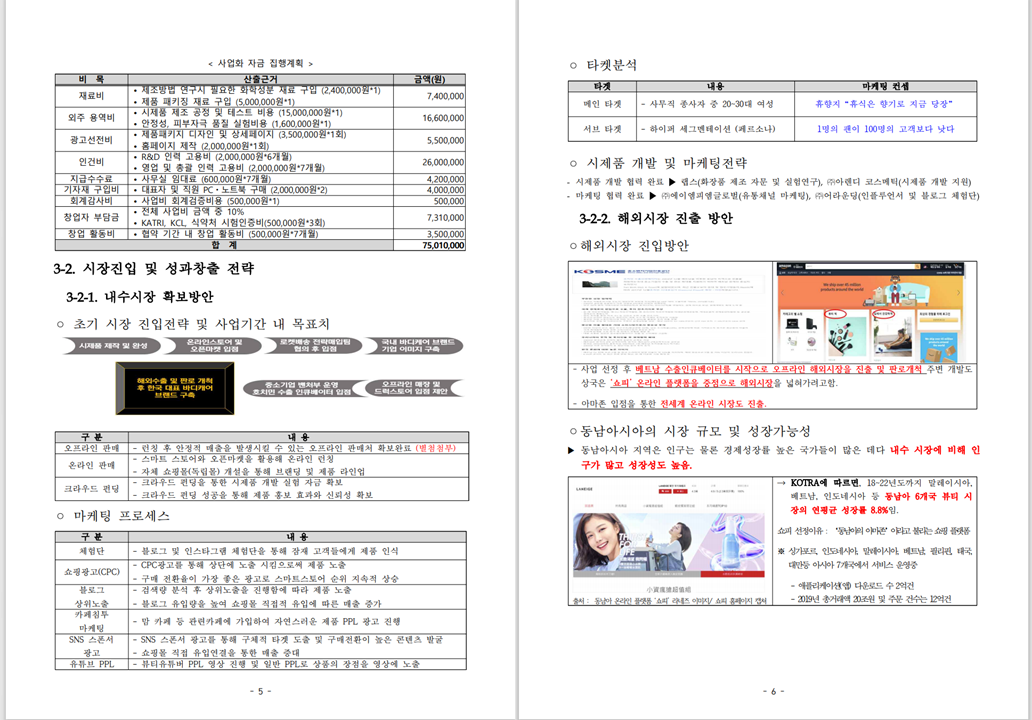 < 사업화 자금 집행계획 >
비 목 산출근거 금액(원)
재료비
• 제조방법 연구시 필요한 화학성분 재료 구입 (2,400,000원*1)
• 제품 패키징 재료 구입 (5,000,000원*1)
7,400,000
외주 용역비
• 시제품 제조 공정 및 테스트 비용 (15,000,000원*1)
• 안정성, 피부자극 품질 실험비용 (1,600,000원*1)
16,600,000
광고선전비
• 제품패키지 디자인 및 상세페이지 (3,500,000원*1회)
• 홈페이지 제작 (2,000,000원*1회)
5,500,000
인건비
• R&D 인력 고용비 (2,000,000원*6개월)
• 영업 및 총괄 인력 고용비 (2,000,000원*7개월)
26,000,000
지급수수료 • 사무실 임대료 (600,000원*7개월) 4,200,000
기자재 구입비 • 대표자 및 직원 PC·노트북 구매 (2,000,000원*2) 4,000,000
회계감사비 • 사업비 회계검증비용 (500,000원*1) 500,000
창업자 부담금
• 전체 사업비 금액 중 10%
• KATRI, KCL, 식약처 시험인증비(500,000원*3회)
7,310,000
창업 활동비 • 협약 기간 내 창업 활동비 (500,000원*7개월) 3,500,000
합 계 75,010,000
3-2. 시장진입 및 성과창출 전략
3-2-1. 내수시장 확보방안
○ 초기 시장 진입전략 및 사업기간 내 목표치
시제품 제작 및 완성
온라인스토어 및
오픈마켓 입점
로켓배송 전략매입팀
협의 후 입점
국내 바디케어 브랜드
기업 이미지 구축
해외수출 및 판로 개척
후 한국 대표 바디케어
브랜드 구축
중소기업 벤처부 운영
호치민 수출 인큐베이터 입점
오프라인 매장 및
드럭스토어 입점 제안
구 분 내 용
오프라인 판매 - 런칭 후 안정적 매출을 발생시킬 수 있는 오프라인 판매처 확보완료 (별첨첨부)
온라인 판매
- 스마트 스토어와 오픈마켓을 활용해 온라인 런칭
- 자체 쇼핑몰(독립몰) 개설을 통해 브랜딩 및 제품 라인업
크라우드 펀딩
- 크라우드 펀딩을 통한 시제품 개발 실험 자금 확보
- 크라우드 펀딩 성공을 통해 제품 홍보 효과와 신뢰성 확보
○ 마케팅 프로세스
구 분 내 용
체험단 - 블로그 및 인스타그램 체험단을 통해 잠재 고객들에게 제품 인식
쇼핑광고(CPC)
- CPC광고를 통해 상단에 노출 시킴으로써 제품 노출
- 구매 전환율이 가장 좋은 광고로 스마트스토어 순위 지속적 상승
블로그
상위노출
- 검색량 분석 후 상위노출을 진행함에 따라 제품 노출
- 블로그 유입량을 높여 쇼핑몰 직접적 유입에 따른 매출 증가
카페침투
마케팅
- 맘 카페 등 관련카페에 가입하여 자연스러운 제품 PPL 광고 진행
SNS 스폰서
광고
- SNS 스폰서 광고를 통해 구체적 타겟 도출 및 구매전환이 높은 콘텐츠 발굴
- 쇼핑몰 직접 유입연결을 통한 매출 증대
유튜브 PPL - 뷰티유튜버 PPL 영상 진행 및 일반 PPL로 상품의 장점을 영상에 노출
- 5 -
○ 타켓분석
타켓 내용 마케팅 컨셉
메인 타겟 - 사무직 종사자 중 20-30대 여성 휴향지 “휴식은 향기로 지금 당장”
서브 타겟 - 하이퍼 세그멘테이션 (페르소나) 1명의 팬이 100명의 고객보다 낫다
○ 시제품 개발 및 마케팅전략
- 시제품 개발 협력 완료 ▶ 랩스(화장품 제조 자문 및 실험연구), ㈜아렌디 코스메틱(시제품 개발 지원)
- 마케팅 협력 완료 ▶ ㈜에이엠피엠글로벌(유통채널 마케팅), ㈜어라운딩(인플루언서 및 블로그 체험단)
3-2-2. 해외시장 진출 방안
○해외시장 진입방안
KOSME 중소벤처기업진흥공단
amazon
We ship over 45 million
products around the world
- 사업 선정 후 베트남 수출인큐베이터를 시작으로 오프라인 해외시장을 진출 및 판로개척 주변 개발도
상국은 '쇼피' 온라인 플랫폼을 중점으로 해외시장을 넓혀가려고함.
- 아마존 입점을 통한 전세계 온라인 시장도 진출.
○동남아시아의 시장 규모 및 성장가능성
▶ 동남아시아 지역은 인구는 물론 경제성장률 높은 국가들이 많은 데다 내수 시장에 비해 인
구가 많고 성장성도 높음.
LANEIGE
小資萬搶超值組
출처 : 동남아 온라인 플랫폼 '쇼피' 라네즈 이미지/ 쇼피 홈페이지 캡처
→ KOTRA에 따르면, 18-22년도까지 말레이시아,
베트남, 인도네시아 등 동남아 6개국 뷰티 시
장의 연평균 성장률 8.8%임.
쇼피 선정이유 : '동남아의 아마존' 이라고 불리는 쇼핑 플랫폼
※ 싱가포르, 인도네시아, 말레이시아, 베트남, 필리핀, 태국,
대만등 아시아 7개국에서 서비스 운영중
- 애플리케이션(앱) 다운로드 수 2억건
- 2019년 총거래액 20조원 및 주문 건수는 12억건
- 6 -